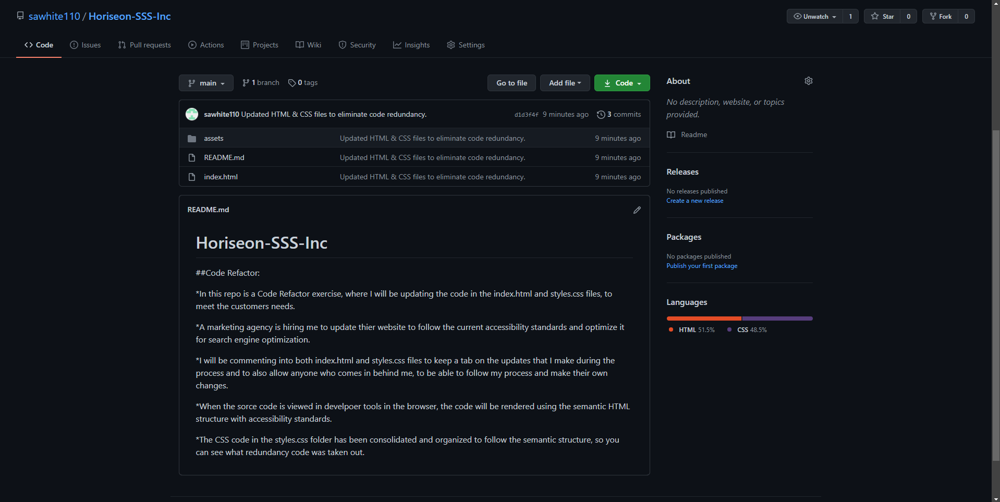 sawhite110 / Horiseon-SSS-Inc
Unwatch 1 Star 0 Fork 0
Code Issues Pull requests Actions Projects Wiki Security Insights Settings
main 1 branch 0 tags Go to file Add file Code
sawhite110 Updated HTML & CSS files to eliminate code redundancy. d1d3f4f 9 minutes ago 3 commits
assets Updated HTML & CSS files to eliminate code redundancy. 9 minutes ago
README.md Updated HTML & CSS files to eliminate code redundancy. 9 minutes ago
index.html Updated HTML & CSS files to eliminate code redundancy. 9 minutes ago
README.md
Horiseon-SSS-Inc
##Code Refactor:
*In this repo is a Code Refactor exercise, where I will be updating the code in the index.html and styles.css files, to
meet the customers needs.
*A marketing agency is hiring me to update thier website to follow the current accessibility standards and optimize it
for search engine optimization.
*I will be commenting into both index.html and styles.css files to keep a tab on the updates that I make during the
process and to also allow anyone who comes in behind me, to be able to follow my process and make their own
changes.
*When the sorce code is viewed in develpoer tools in the browser, the code will be rendered using the semantic HTML
structure with accessibility standards.
*The CSS code in the styles.css folder has been consolidated and organized to follow the semantic structure, so you
can see what redundancy code was taken out.
About
No description, website, or topics
provided.
Readme
Releases
No releases published
Create a new release
Packages
No packages published
Publish your first package
Languages
HTML 51.5% CSS 48.5%